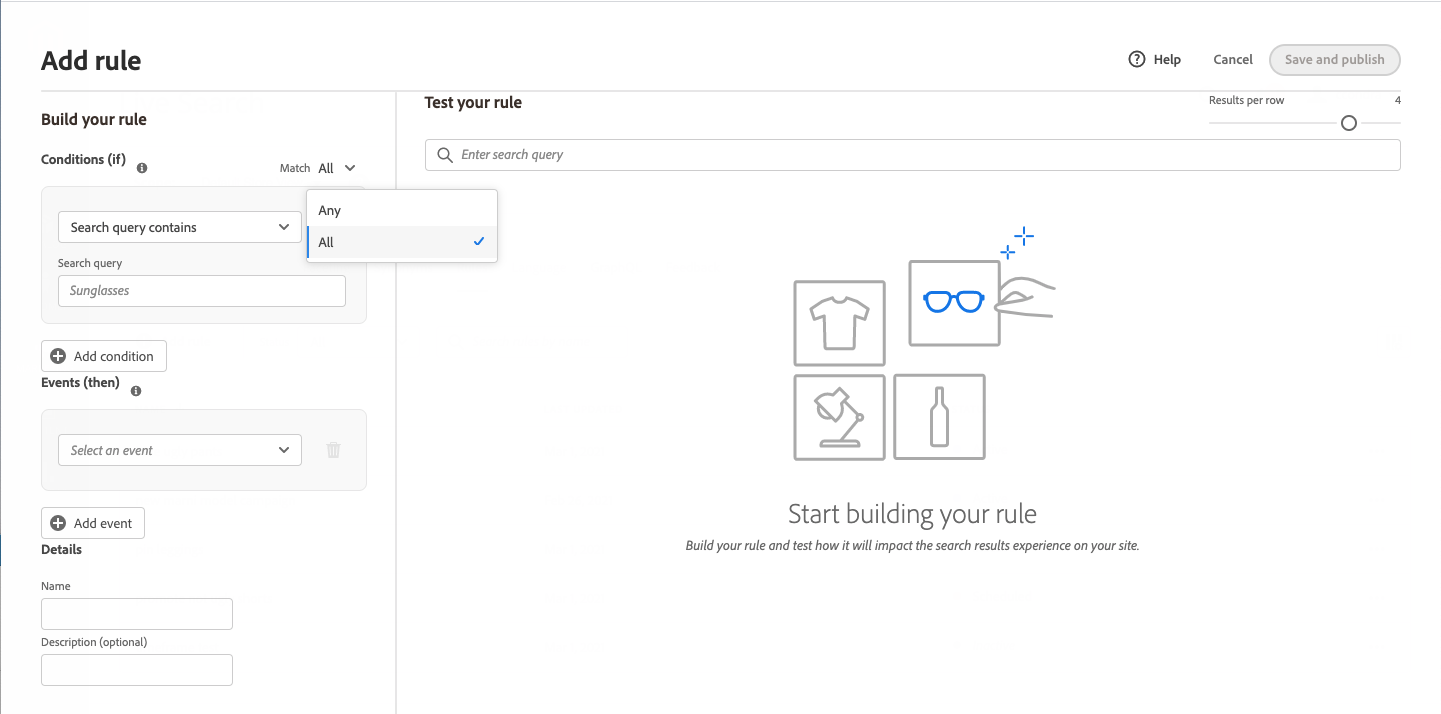 Add rule
Help
Cancel
Save and publish
Build your rule
Conditions (if)
Match All
Any
All
Search query contains
Search query
Sunglasses
Add condition
Events (then)
Select an event
Add event
Details
Name
Description (optional)
Test your rule
Results per row
4
Enter search query
Start building your rule
Build your rule and test how it will impact the search results experience on your site.